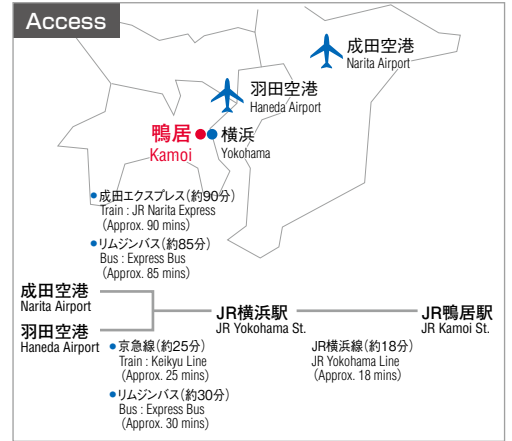 Access
成田空港
Narita Airport
羽田空港
Haneda Airport
鴨居
Kamoi
横浜
Yokohama
●成田エクスプレス(約90分)
Train : JR Narita Express
(Approx. 90 mins)
●リムジンバス(約85分)
Bus : Express Bus
(Approx. 85 mins)
成田空港
Narita Airport
羽田空港
Haneda Airport
JR横浜駅
JR Yokohama St.
JR鴨居駅
JR Kamoi St.
●京急線(約25分)
Train : Keikyu Line
(Approx. 25 mins)
●リムジンバス(約30分)
Bus : Express Bus
(Approx. 30 mins)
JR横浜線(約18分)
JR Yokohama Line
(Approx. 18 mins)